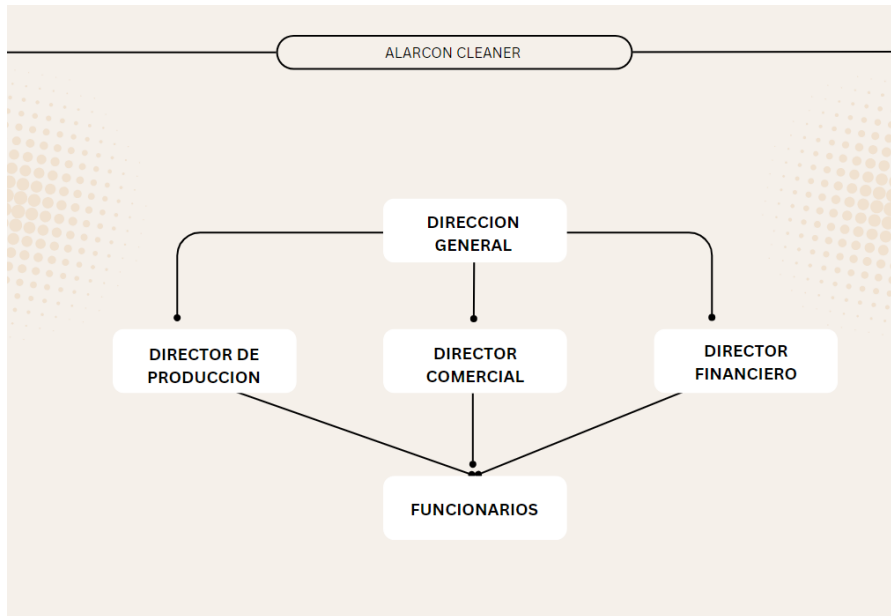 ALARCON CLEANER
DIRECCION
GENERAL
DIRECTOR DE
PRODUCCION
DIRECTOR
COMERCIAL
DIRECTOR
FINANCIERO
FUNCIONARIOS